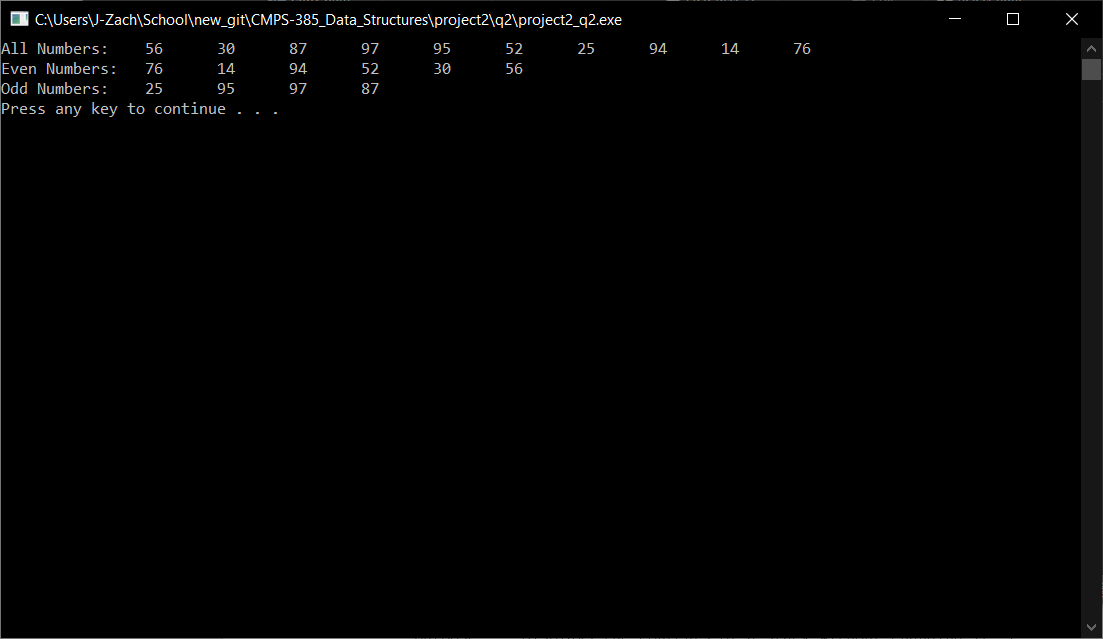 C:\Users\J-Zach\School\new_git\CMPS-385_Data_Structures\project2\q2\project2_q2.exe
All Numbers: 56 30 87 97 95 52 25 94 14 76
Even Numbers: 76 14 94 52 30 56
Odd Numbers: 25 95 97 87
Press any key to continue . . .